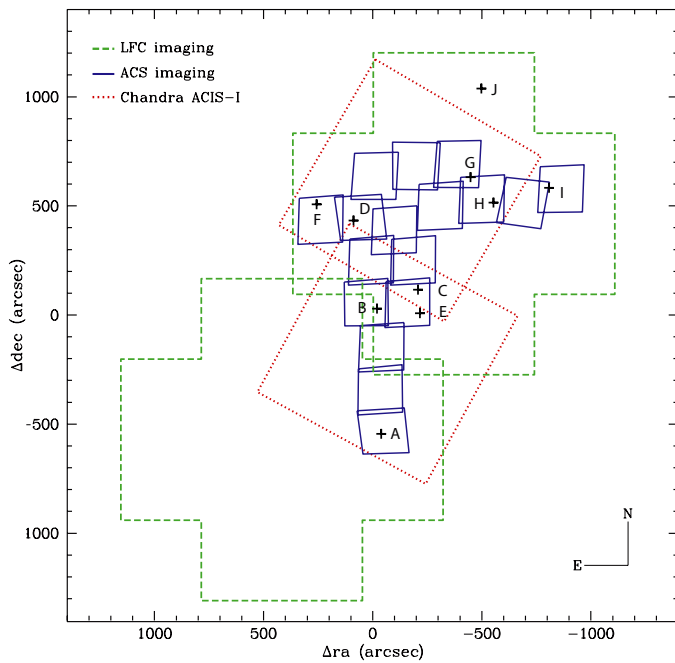 LFC imaging
ACS imaging
Chandra ACIS-I
J
G
H
I
F
D
C
B
E
A
N
E
1000
500
0
-500
1000
1000
500
0
-500
-1000
Δra (arcsec)
Δdec (arcsec)